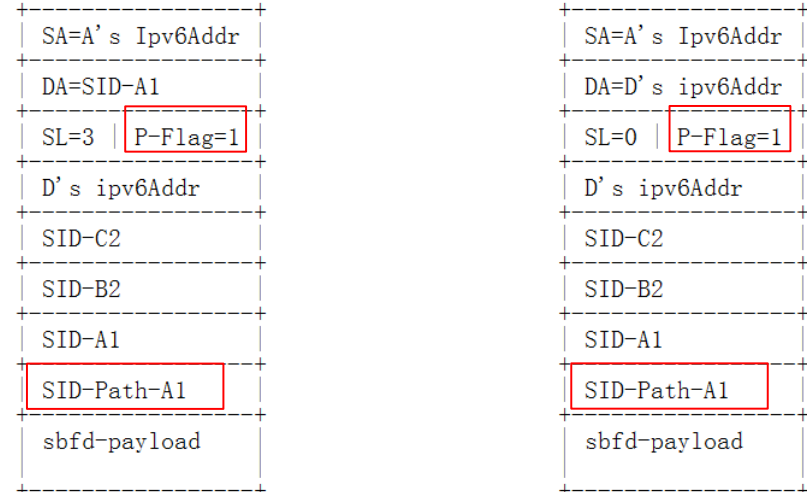 SA=A's Ipv6Addr
DA=SID-A1
SL=3 | P-Flag=1
D's ipv6Addr
SID-C2
SID-B2
SID-A1
SID-Path-A1
sbfd-payload
SA=A's Ipv6Addr
DA=D's ipv6Addr
SL=0 | P-Flag=1
D's ipv6Addr
SID-C2
SID-B2
SID-A1
SID-Path-A1
sbfd-payload